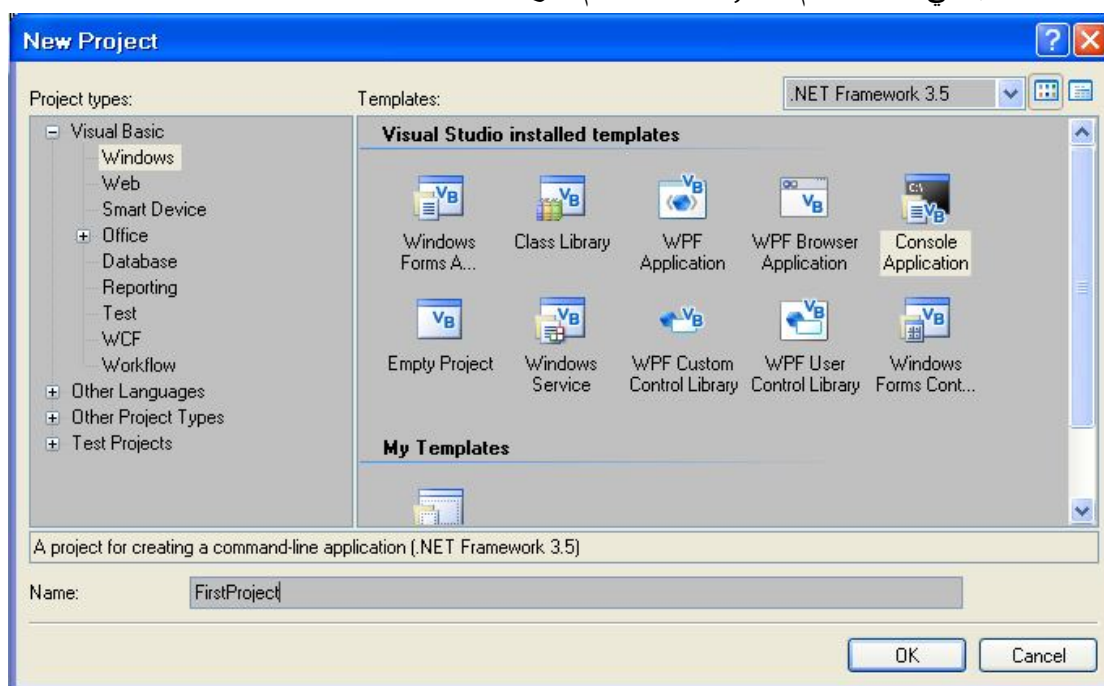 New Project
Project types:
Templates:
.NET Framework 3.5
Visual Basic
Windows
Web
Smart Device
Office
Database
Reporting
Test
WCF
Workflow
Other Languages
Other Project Types
Test Projects
Visual Studio installed templates
Windows
Forms A...
Class Library
WPF
Application
WPF Browser
Application
Console
Application
Empty Project
Windows
Service
WPF Custom
Control Library
WPF User
Control Library
Windows
Forms Cont...
My Templates
A project for creating a command-line application (.NET Framework 3.5)
Name:
FirstProject
OK
Cancel